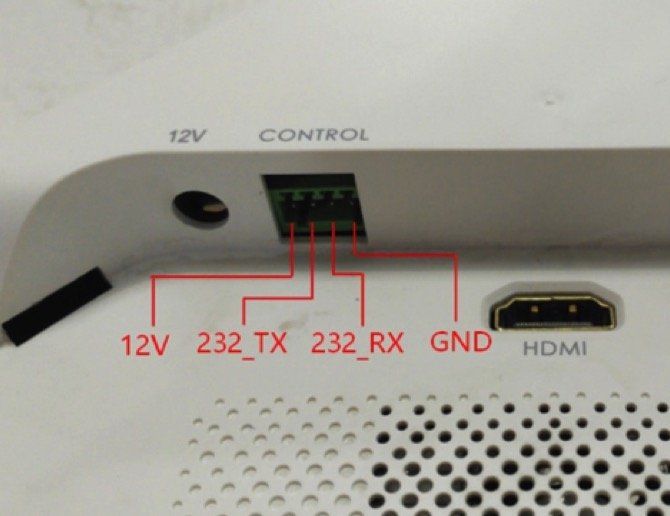 12V CONTROL
12V 232_TX 232_RX GND
HDMI